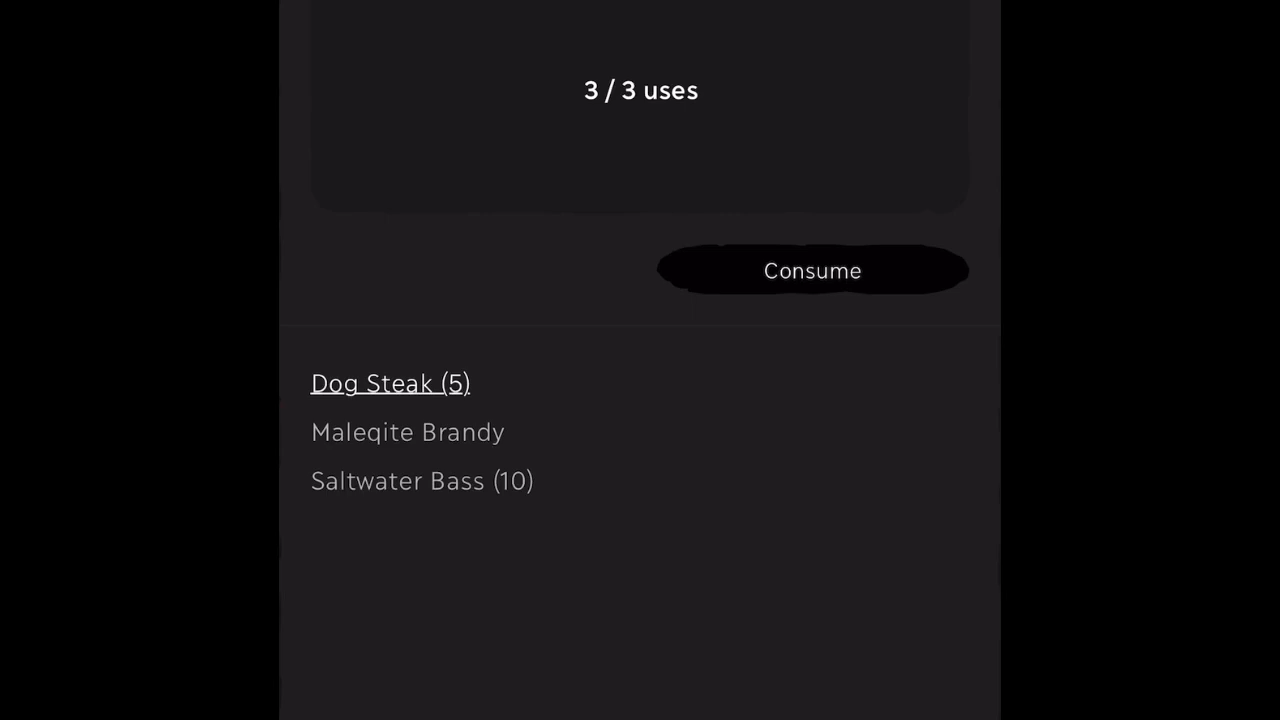 3 / 3 uses
Consume
Dog Steak (5)
Maleqite Brandy
Saltwater Bass (10)